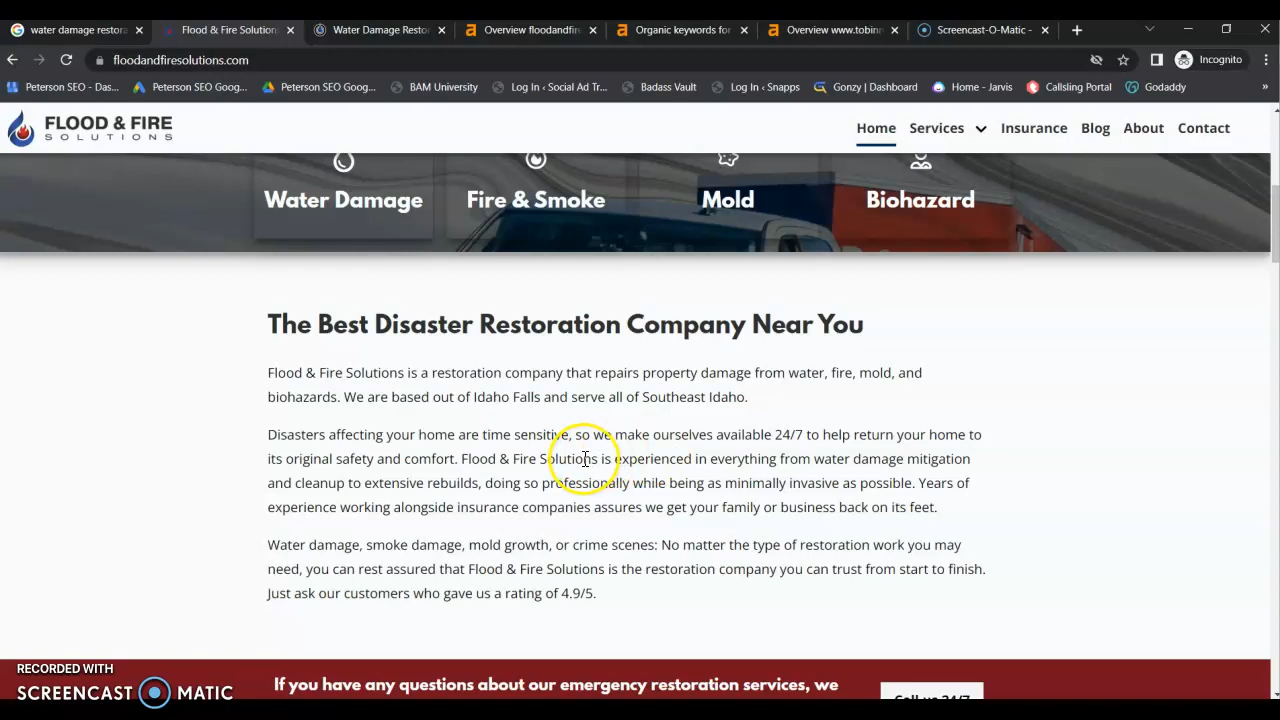 water damage restora
Flood & Fire Solution
Water Damage Restor
Overview floodandfire
Organic keywords for
Overview www.tobinre
Screencast-O-Matic -
floodandfiresolutions.com
Incognito
Peterson SEO - Das...
Peterson SEO Goog...
Peterson SEO Goog...
BAM University
Log In ‹ Social Ad Tr...
Badass Vault
Log In ‹ Snapps
Gonzy | Dashboard
Home - Jarvis
Callsling Portal
Godaddy
»
FLOOD & FIRE
SOLUTIONS
Home
Services
Insurance
Blog
About
Contact
Water Damage
Fire & Smoke
Mold
Biohazard
The Best Disaster Restoration Company Near You
Flood & Fire Solutions is a restoration company that repairs property damage from water, fire, mold, and
biohazards. We are based out of Idaho Falls and serve all of Southeast Idaho.
Disasters affecting your home are time sensitive, so we make ourselves available 24/7 to help return your home to
its original safety and comfort. Flood & Fire Solutions is experienced in everything from water damage mitigation
and cleanup to extensive rebuilds, doing so professionally while being as minimally invasive as possible. Years of
experience working alongside insurance companies assures we get your family or business back on its feet.
Water damage, smoke damage, mold growth, or crime scenes: No matter the type of restoration work you may
need, you can rest assured that Flood & Fire Solutions is the restoration company you can trust from start to finish.
Just ask our customers who gave us a rating of 4.9/5.
If you have any questions about our emergency restoration services, we
Call us 24/7
RECORDED WITH
SCREENCAST MATIC